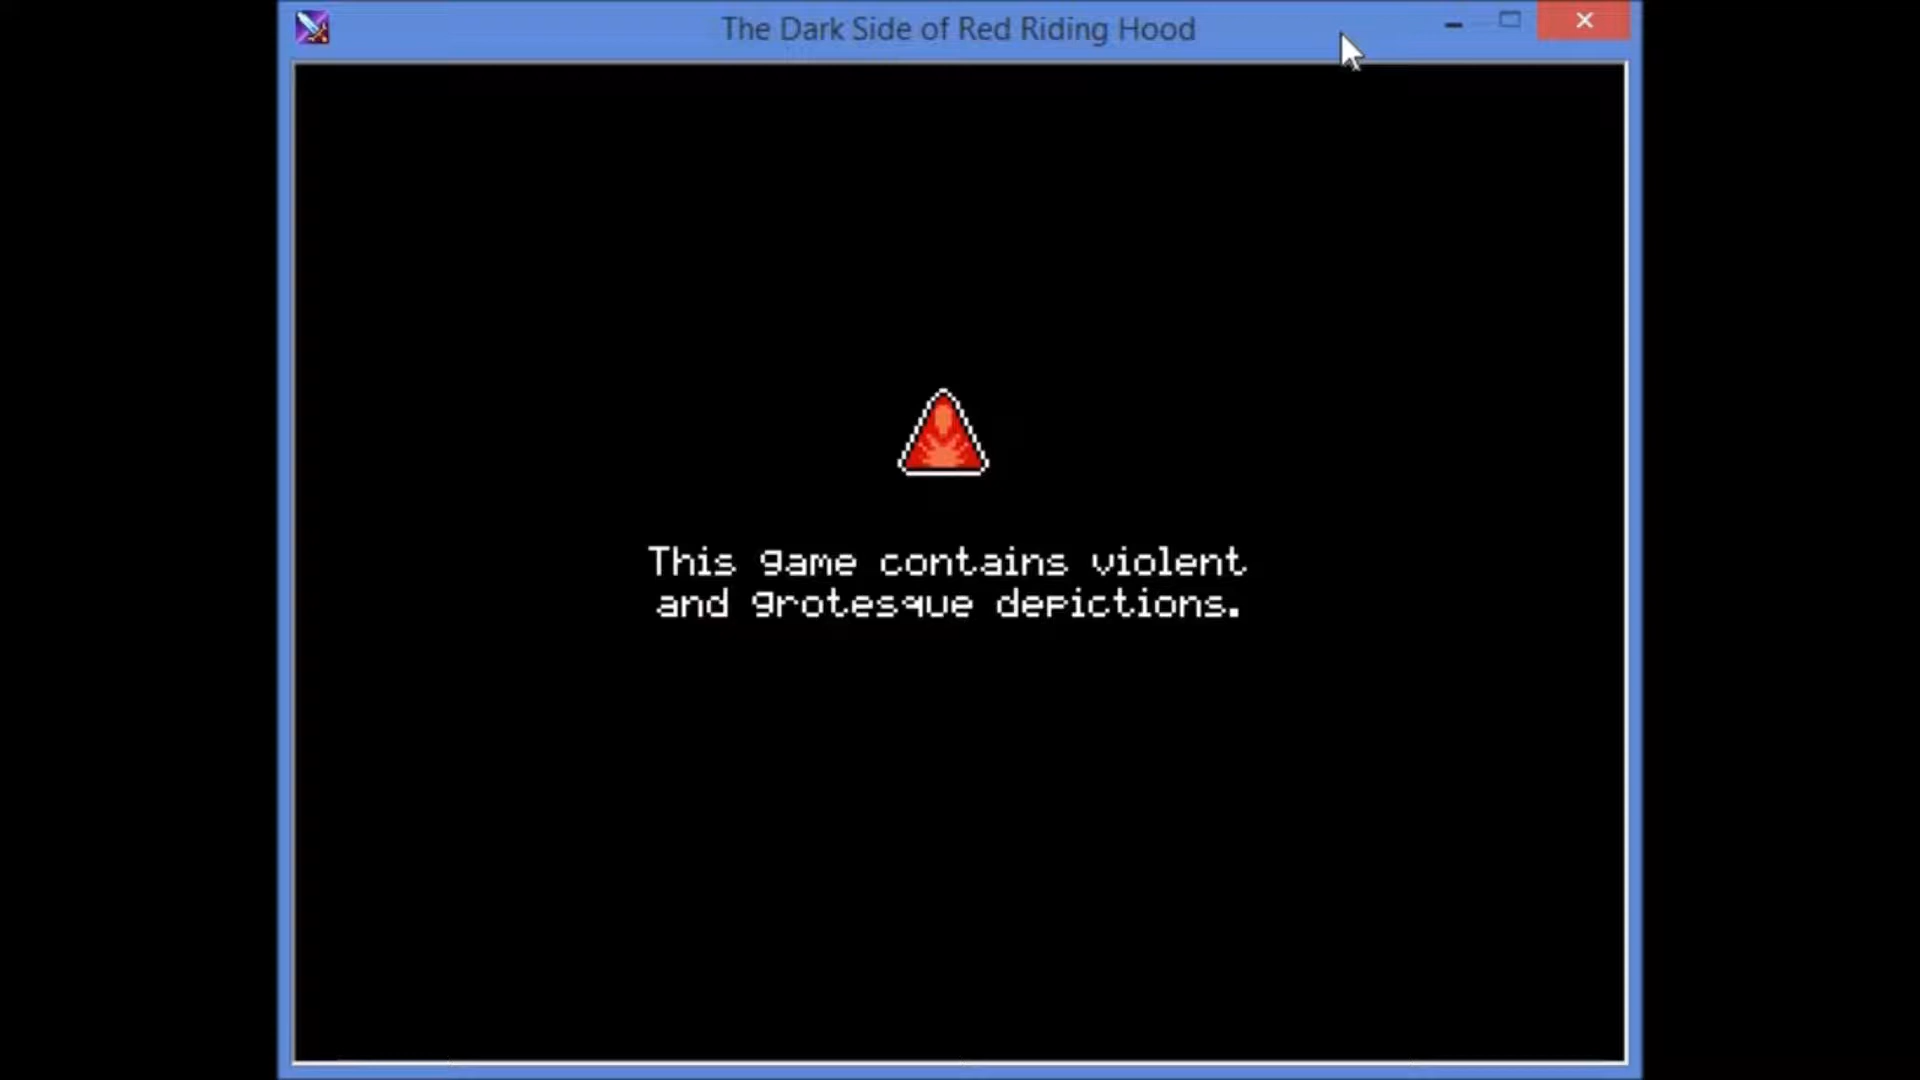 The Dark Side of Red Riding Hood
This game contains violent
and grotesque depictions.